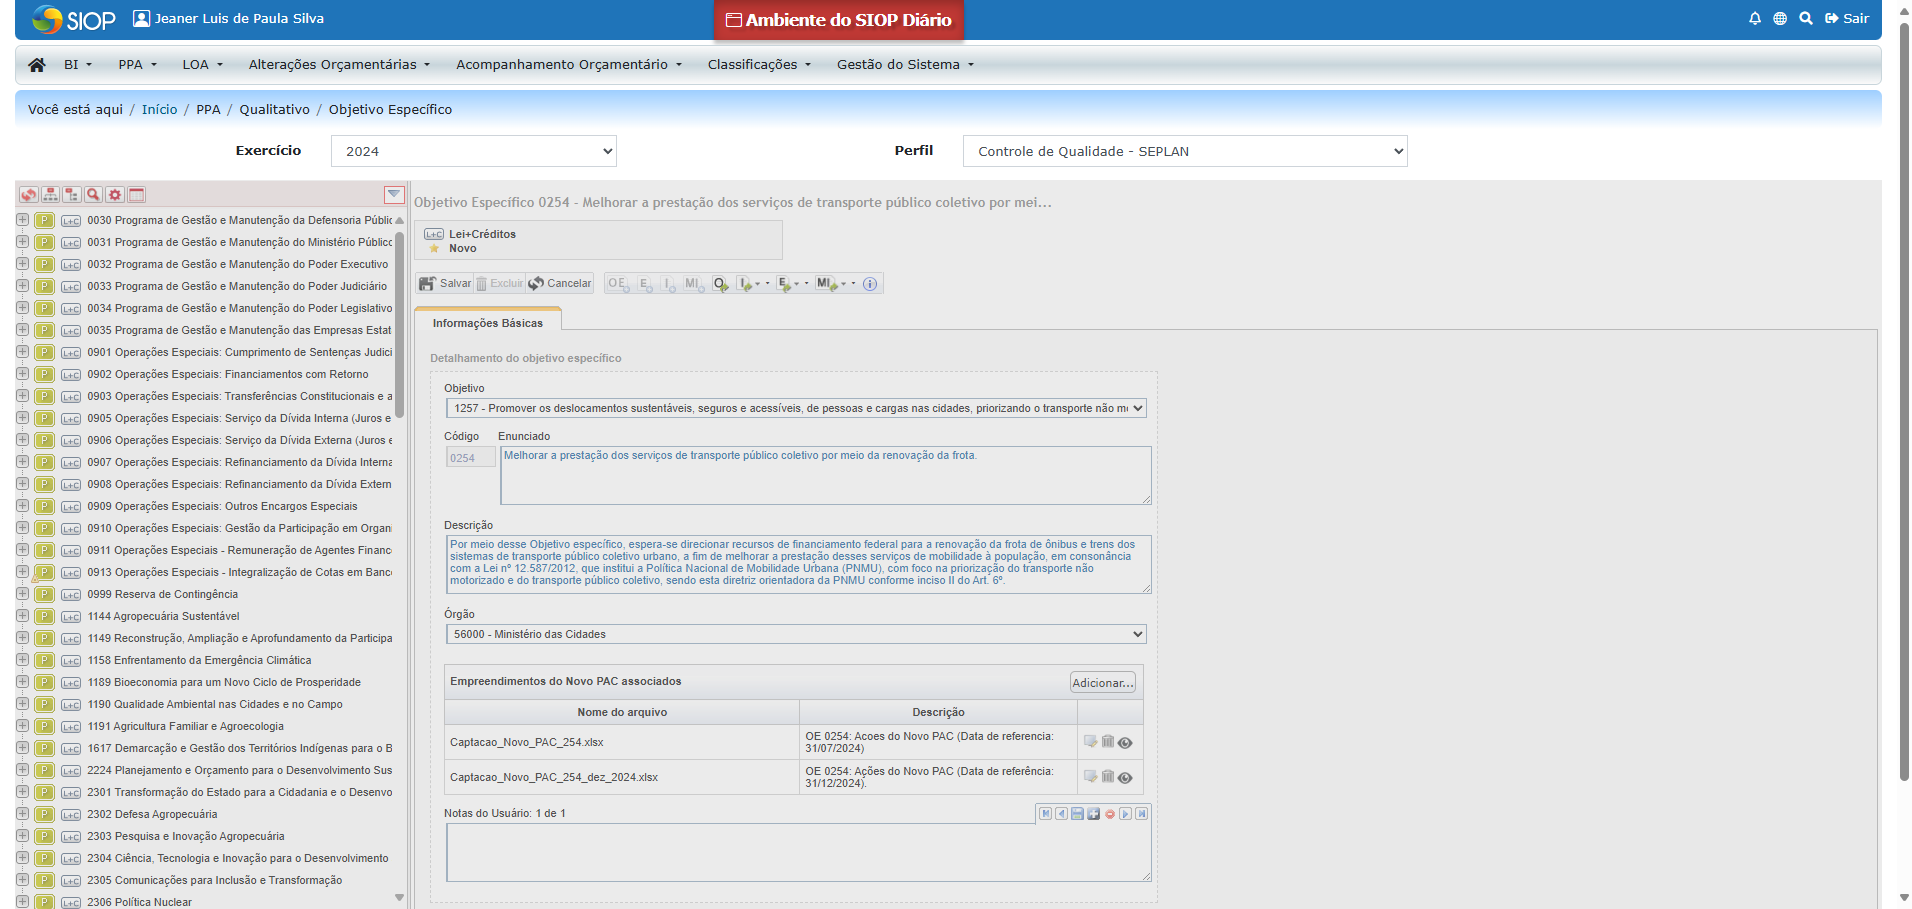 SIOP
Jeaner Luis de Paula Silva
Ambiente do SIOP Diário
Sair
BI
PPA
LOA
Alterações Orçamentárias
Acompanhamento Orçamentário
Classificações
Gestão do Sistema
Você está aqui / Início / PPA / Qualitativo / Objetivo Específico
Exercício
2024
Perfil
Controle de Qualidade - SEPLAN
P L+C 0030 Programa de Gestão e Manutenção da Defensoria Públic
P L+C 0031 Programa de Gestão e Manutenção do Ministério Público
P L+C 0032 Programa de Gestão e Manutenção do Poder Executivo
P L+C 0033 Programa de Gestão e Manutenção do Poder Judiciário
P L+C 0034 Programa de Gestão e Manutenção do Poder Legislativo
P L+C 0035 Programa de Gestão e Manutenção das Empresas Estat
P L+C 0901 Operações Especiais: Cumprimento de Sentenças Judici
P L+C 0902 Operações Especiais: Financiamentos com Retorno
P L+C 0903 Operações Especiais: Transferências Constitucionais e a
P L+C 0905 Operações Especiais: Serviço da Dívida Interna (Juros e
P L+C 0906 Operações Especiais: Serviço da Dívida Externa (Juros e
P L+C 0907 Operações Especiais: Refinanciamento da Dívida Interna
P L+C 0908 Operações Especiais: Refinanciamento da Dívida Extern
P L+C 0909 Operações Especiais: Outros Encargos Especiais
P L+C 0910 Operações Especiais: Gestão da Participação em Organi
P L+C 0911 Operações Especiais - Remuneração de Agentes Financ
P L+C 0913 Operações Especiais - Integralização de Cotas em Banc
P L+C 0999 Reserva de Contingência
P L+C 1144 Agropecuária Sustentável
P L+C 1149 Reconstrução, Ampliação e Aprofundamento da Participa
P L+C 1158 Enfrentamento da Emergência Climática
P L+C 1189 Bioeconomia para um Novo Ciclo de Prosperidade
P L+C 1190 Qualidade Ambiental nas Cidades e no Campo
P L+C 1191 Agricultura Familiar e Agroecologia
P L+C 1617 Demarcação e Gestão dos Territórios Indígenas para o B
P L+C 2224 Planejamento e Orçamento para o Desenvolvimento Sus
P L+C 2301 Transformação do Estado para a Cidadania e o Desenvo
P L+C 2302 Defesa Agropecuária
P L+C 2303 Pesquisa e Inovação Agropecuária
P L+C 2304 Ciência, Tecnologia e Inovação para o Desenvolvimento
P L+C 2305 Comunicações para Inclusão e Transformação
P L+C 2306 Política Nuclear
Objetivo Específico 0254 - Melhorar a prestação dos serviços de transporte público coletivo por mei...
L+C Lei+Créditos
Novo
Salvar Excluir Cancelar OE E I MI O I E MI
Informações Básicas
Detalhamento do objetivo específico
Objetivo
1257 - Promover os deslocamentos sustentáveis, seguros e acessíveis, de pessoas e cargas nas cidades, priorizando o transporte não m
Código Enunciado
0254
Melhorar a prestação dos serviços de transporte público coletivo por meio da renovação da frota.
Descrição
Por meio desse Objetivo específico, espera-se direcionar recursos de financiamento federal para a renovação da frota de ônibus e trens dos
sistemas de transporte público coletivo urbano, a fim de melhorar a prestação desses serviços de mobilidade à população, em consonância
com a Lei nº 12.587/2012, que institui a Política Nacional de Mobilidade Urbana (PNMU), com foco na priorização do transporte não
motorizado e do transporte público coletivo, sendo esta diretriz orientadora da PNMU conforme inciso II do Art. 6º.
Órgão
56000 - Ministério das Cidades
Empreendimentos do Novo PAC associados
Adicionar...
Nome do arquivo Descrição
Captacao_Novo_PAC_254.xlsx
OE 0254: Acoes do Novo PAC (Data de referencia:
31/07/2024)
Captacao_Novo_PAC_254_dez_2024.xlsx
OE 0254: Ações do Novo PAC (Data de referência:
31/12/2024).
Notas do Usuário: 1 de 1